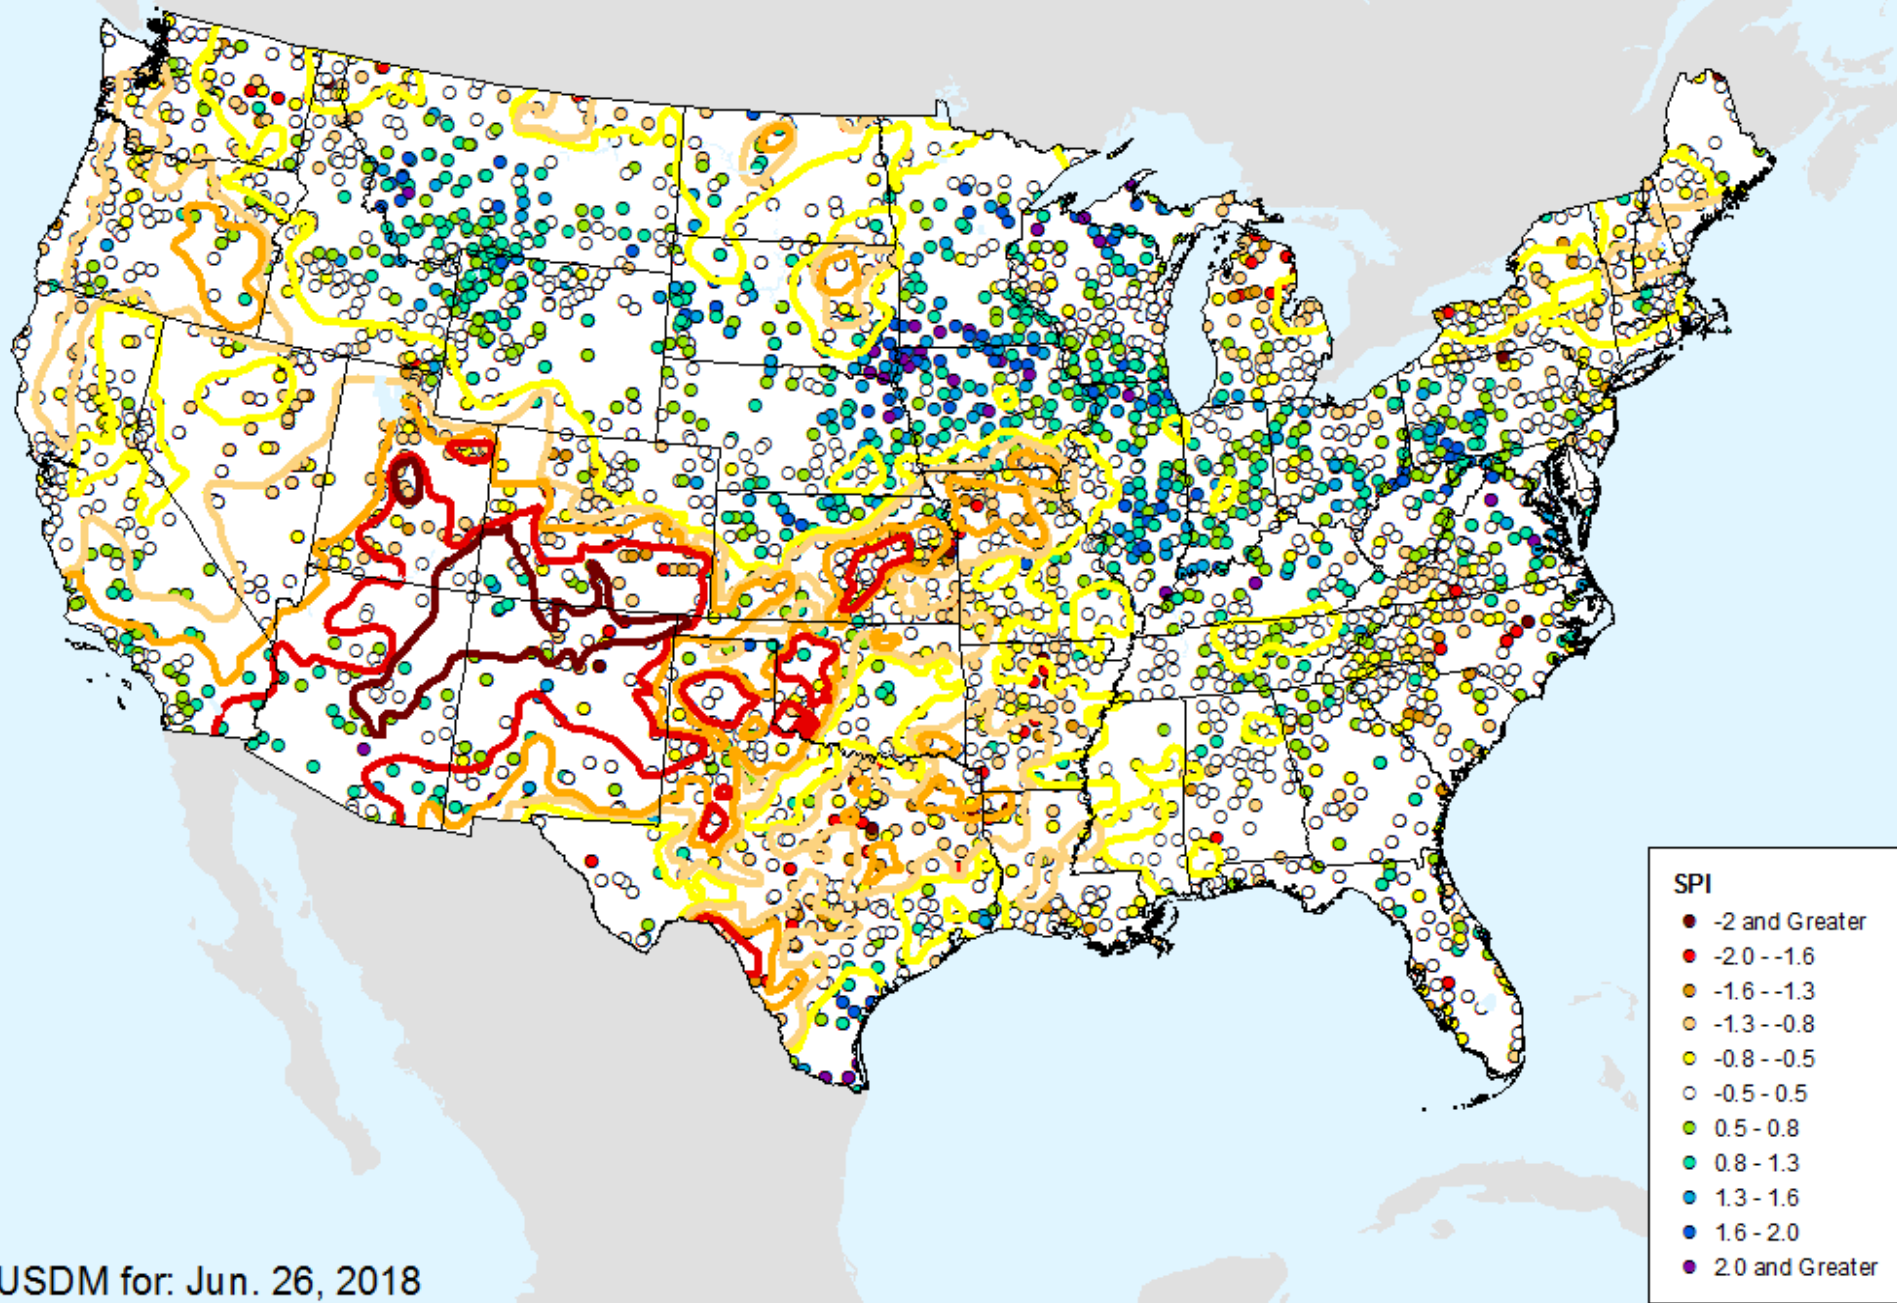 SPI
-2 and Greater
-2.0 - -1.6
-1.6 - -1.3
-1.3 - -0.8
-0.8 - -0.5
-0.5 - 0.5
0.5 - 0.8
0.8 - 1.3
1.3 - 1.6
1.6 - 2.0
2.0 and Greater
USDM for: Jun. 26, 2018